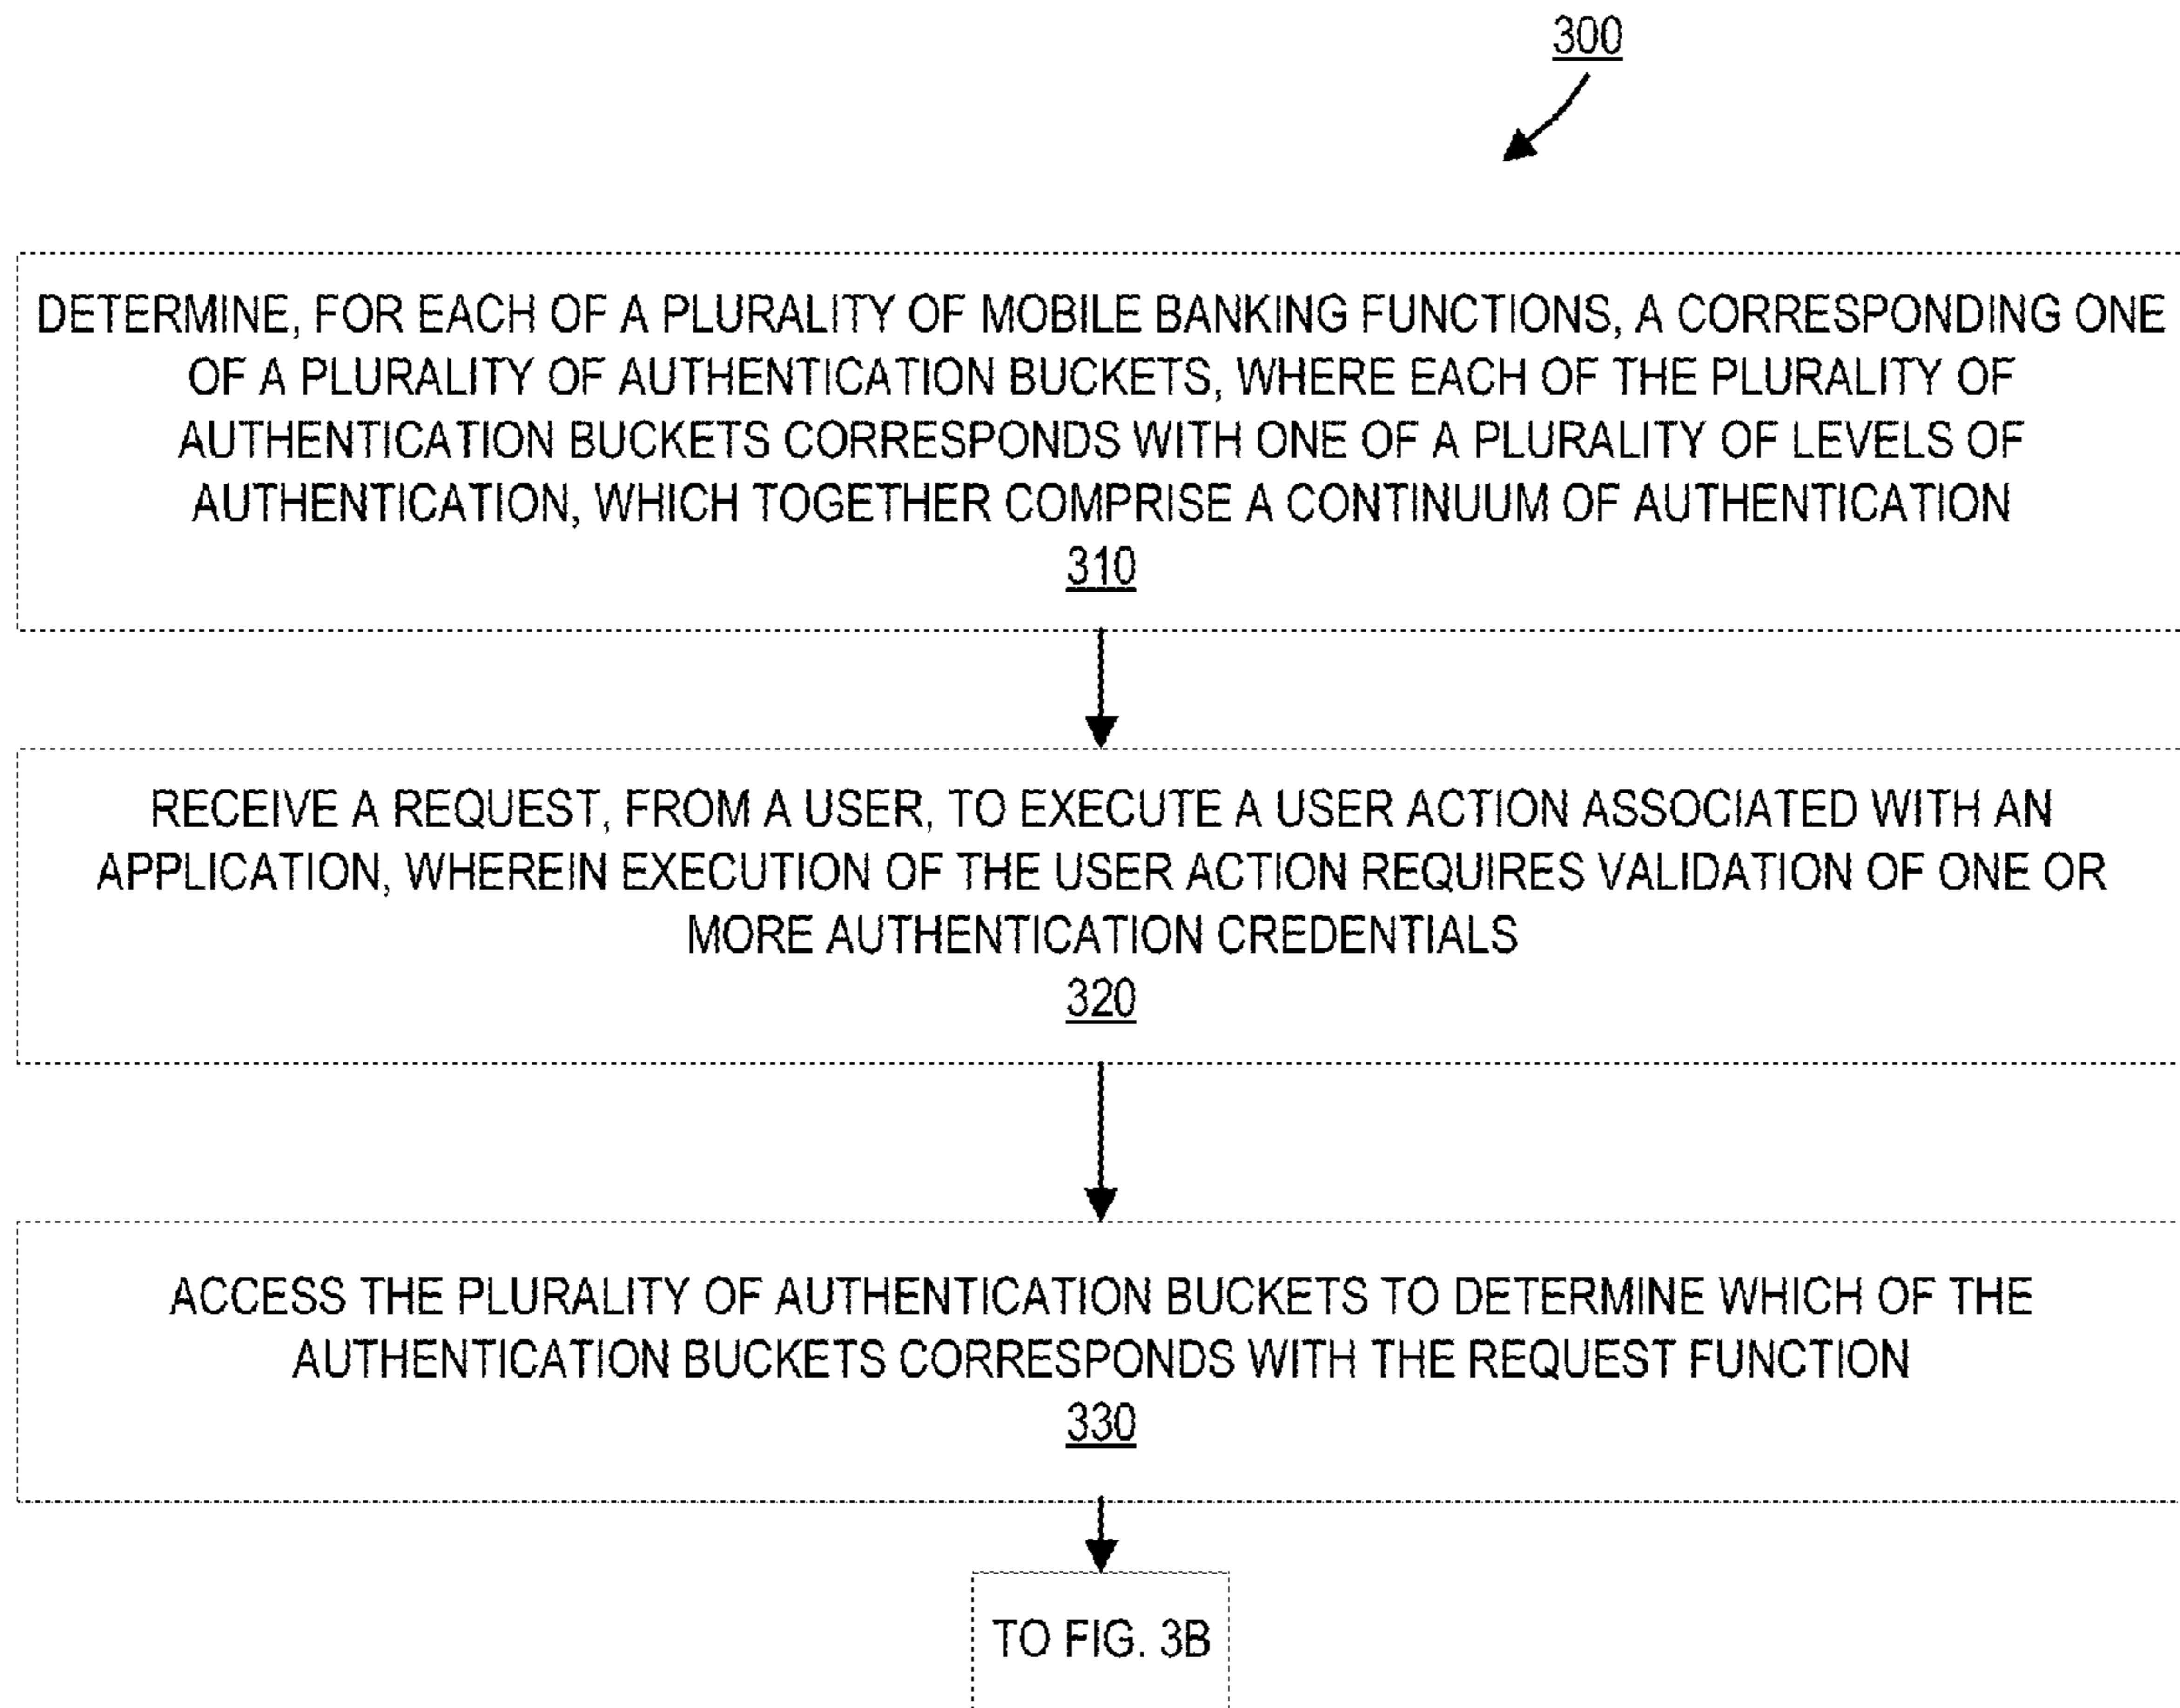 300
DETERMINE, FOR EACH OF A PLURALITY OF MOBILE BANKING FUNCTIONS, A CORRESPONDING ONE
OF A PLURALITY OF AUTHENTICATION BUCKETS, WHERE EACH OF THE PLURALITY OF
AUTHENTICATION BUCKETS CORRESPONDS WITH ONE OF A PLURALITY OF LEVELS OF
AUTHENTICATION, WHICH TOGETHER COMPRISE A CONTINUUM OF AUTHENTICATION
310
RECEIVE A REQUEST, FROM A USER, TO EXECUTE A USER ACTION ASSOCIATED WITH AN
APPLICATION, WHEREIN EXECUTION OF THE USER ACTION REQUIRES VALIDATION OF ONE OR
MORE AUTHENTICATION CREDENTIALS
320
ACCESS THE PLURALITY OF AUTHENTICATION BUCKETS TO DETERMINE WHICH OF THE
AUTHENTICATION BUCKETS CORRESPONDS WITH THE REQUEST FUNCTION
330
TO FIG. 3B